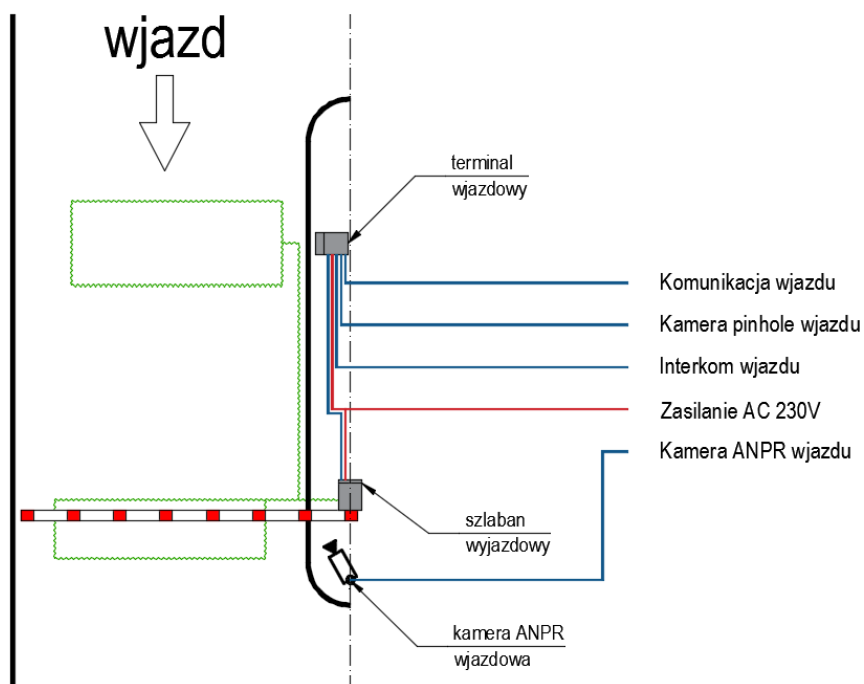 wjazd
terminal
wjazdowy
Komunikacja wjazdu
Kamera pinhole wjazdu
Interkom wjazdu
Zasilanie AC 230V
Kamera ANPR wjazdu
szlaban
wyjazdowy
kamera ANPR
wjazdowa